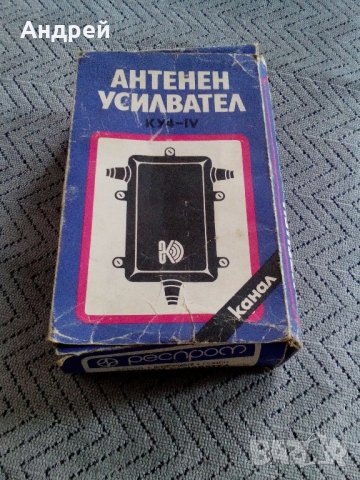 Андрей
АНТЕНЕН
УСИЛВАТЕЛ
КУ4-IV
канал
респром